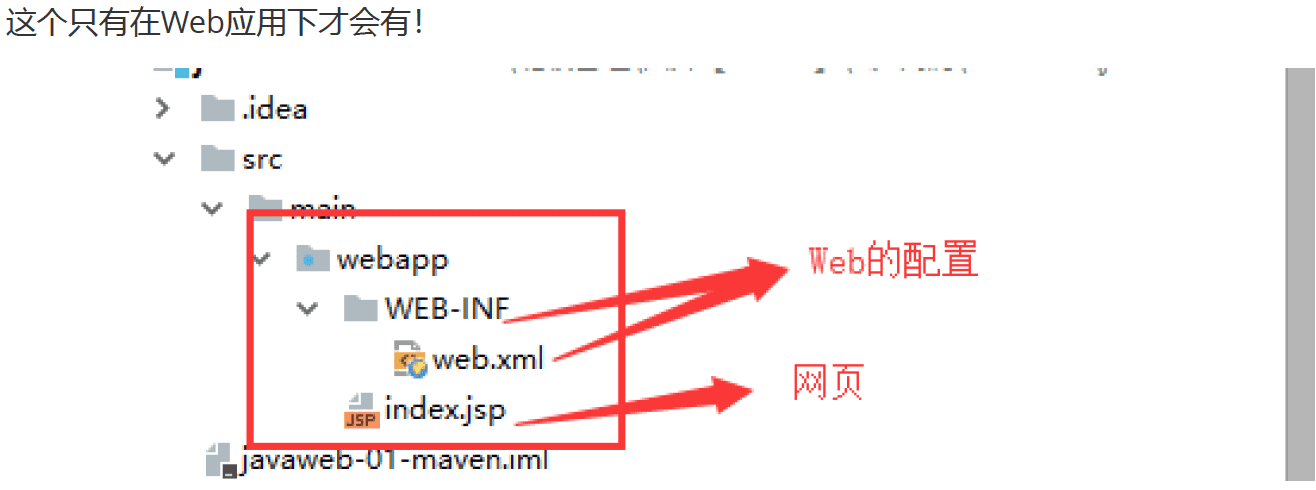 这个只有在Web应用下才会有！
.idea
src
main
webapp
Web的配置
WEB-INF
web.xml
网页
index.jsp
JSP
javaweb-01-maven.iml